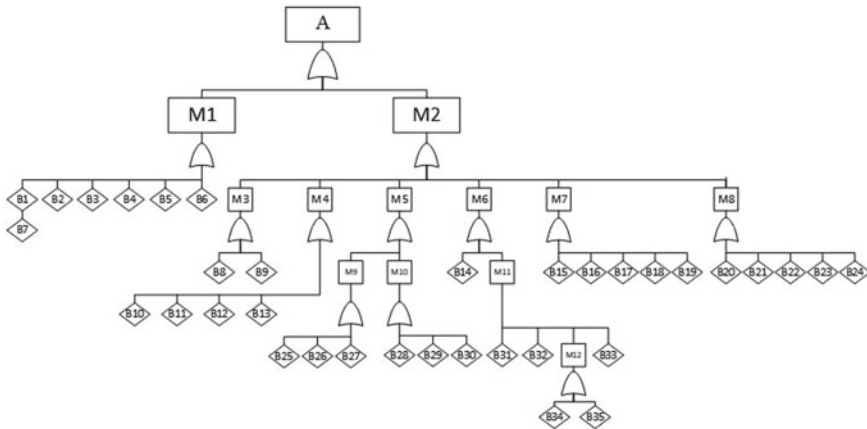 A
M1 M2
B1 B2 B3 B4 B5 B6 M3 M4 M5 M6 M7 M8
B7
B8 B9 M9 M10 B14 M11 B15 B16 B17 B18 B19 B20 B21 B22 B23 B24
B10 B11 B12 B13
B25 B26 B27 B28 B29 B30 B31 B32 M12 B33
B34 B35